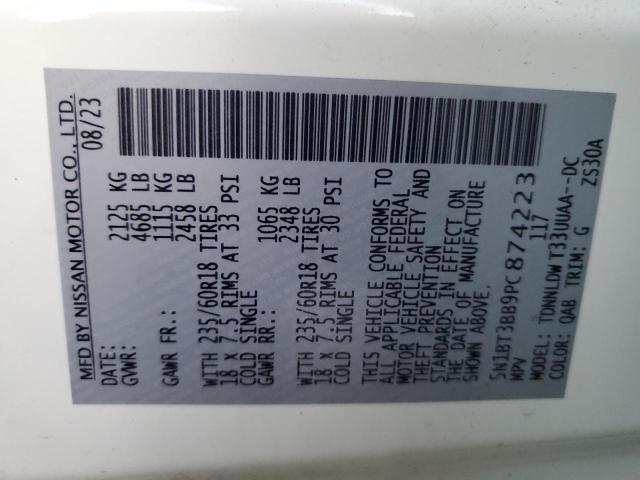 MFD BY NISSAN MOTOR CO., LTD.
DATE: 08/23
GVWR: 2125 KG
4685 LB
GAWR FR.: 1115 KG
2458 LB
WITH 235/60R18 TIRES
18 X 7.5 RIMS AT 33 PSI
COLD SINGLE
GAWR RR.: 1065 KG
2348 LB
WITH 235/60R18 TIRES
18 X 7.5 RIMS AT 30 PSI
COLD SINGLE
THIS VEHICLE CONFORMS TO
ALL APPLICABLE FEDERAL
MOTOR VEHICLE SAFETY AND
THEFT PREVENTION
STANDARDS IN EFFECT ON
THE DATE OF MANUFACTURE
SHOWN ABOVE.
5N1BT3BB9PC874223
MPV 117
MODEL: TDNNLDW T33UUAA--DC
COLOR: QAB TRIM: G ZS30A